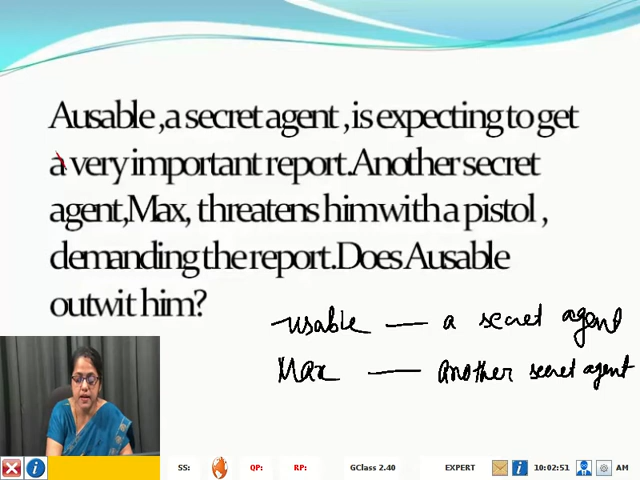 Ausable ,a secret agent , is expecting to get
a very important report.Another secret
agent,Max, threatens him with a pistol ,
demanding the report.Does Ausable
outwit him?
usable — a secret agent
Max — another secret agent
SS: QP: RP: GClass 2.40 EXPERT 10:02:51 AM